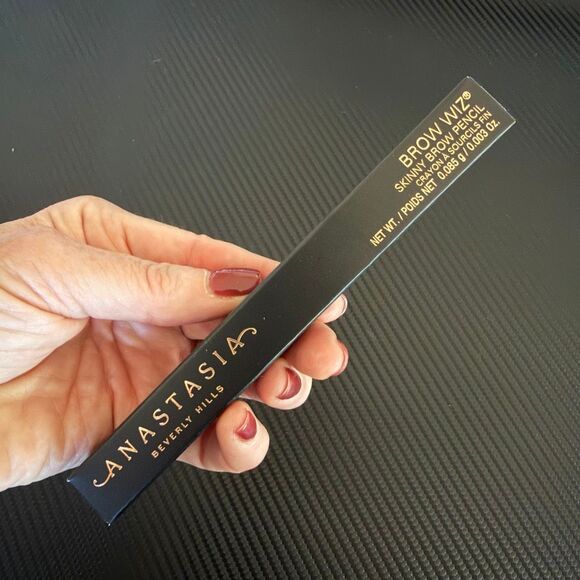 ANASTASIA
BEVERLY HILLS
BROW WIZ®
SKINNY BROW PENCIL
CRAYON À SOURCILS FIN
NET WT. / POIDS NET 0.085 g / 0.003 Oz.